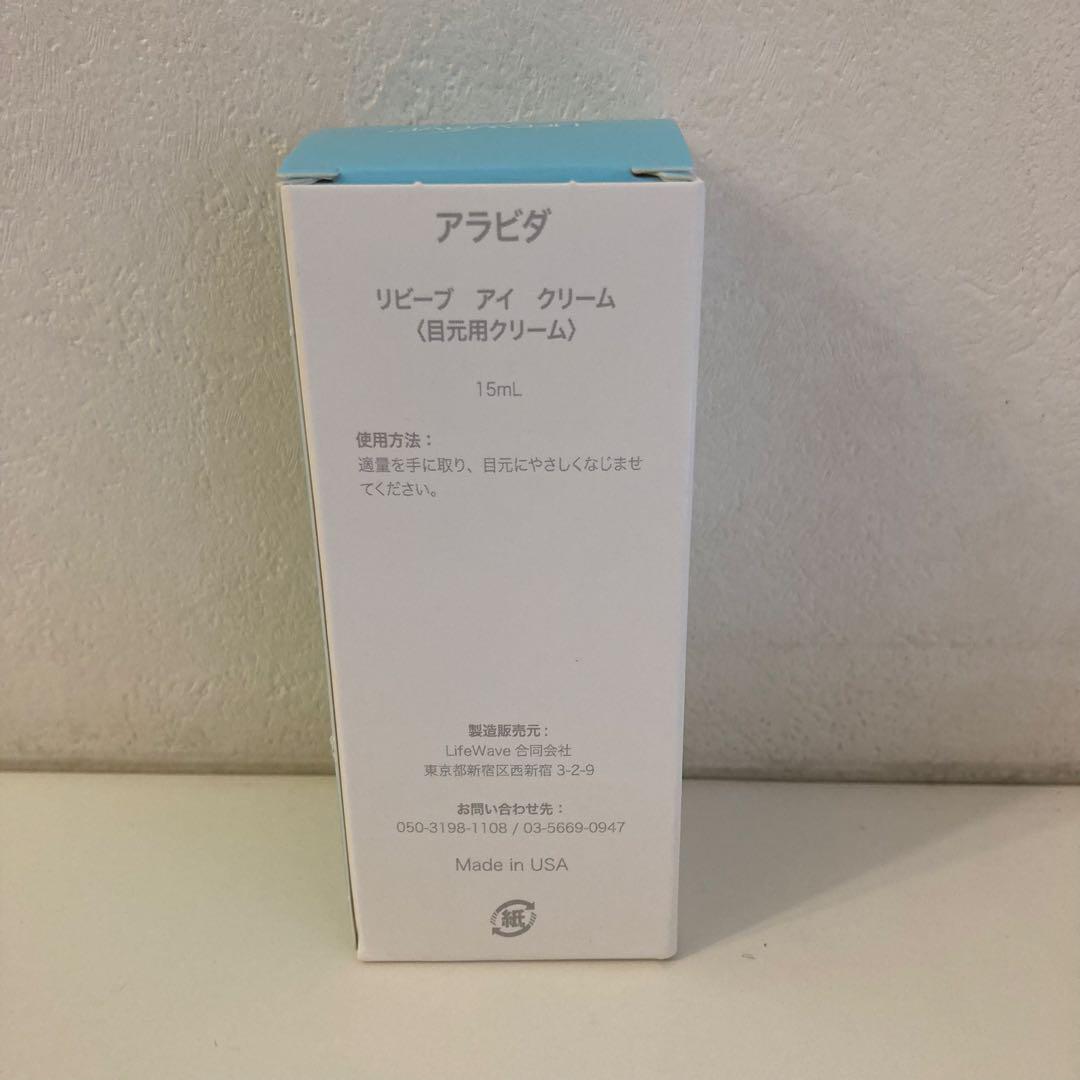 アラビダ
リビーブ アイ クリーム
〈目元用クリーム〉
15mL
使用方法：
適量を手に取り、目元にやさしくなじませ
てください。
製造販売元：
LifeWave 合同会社
東京都新宿区西新宿 3-2-9
お問い合わせ先：
050-3198-1108 / 03-5669-0947
Made in USA
紙